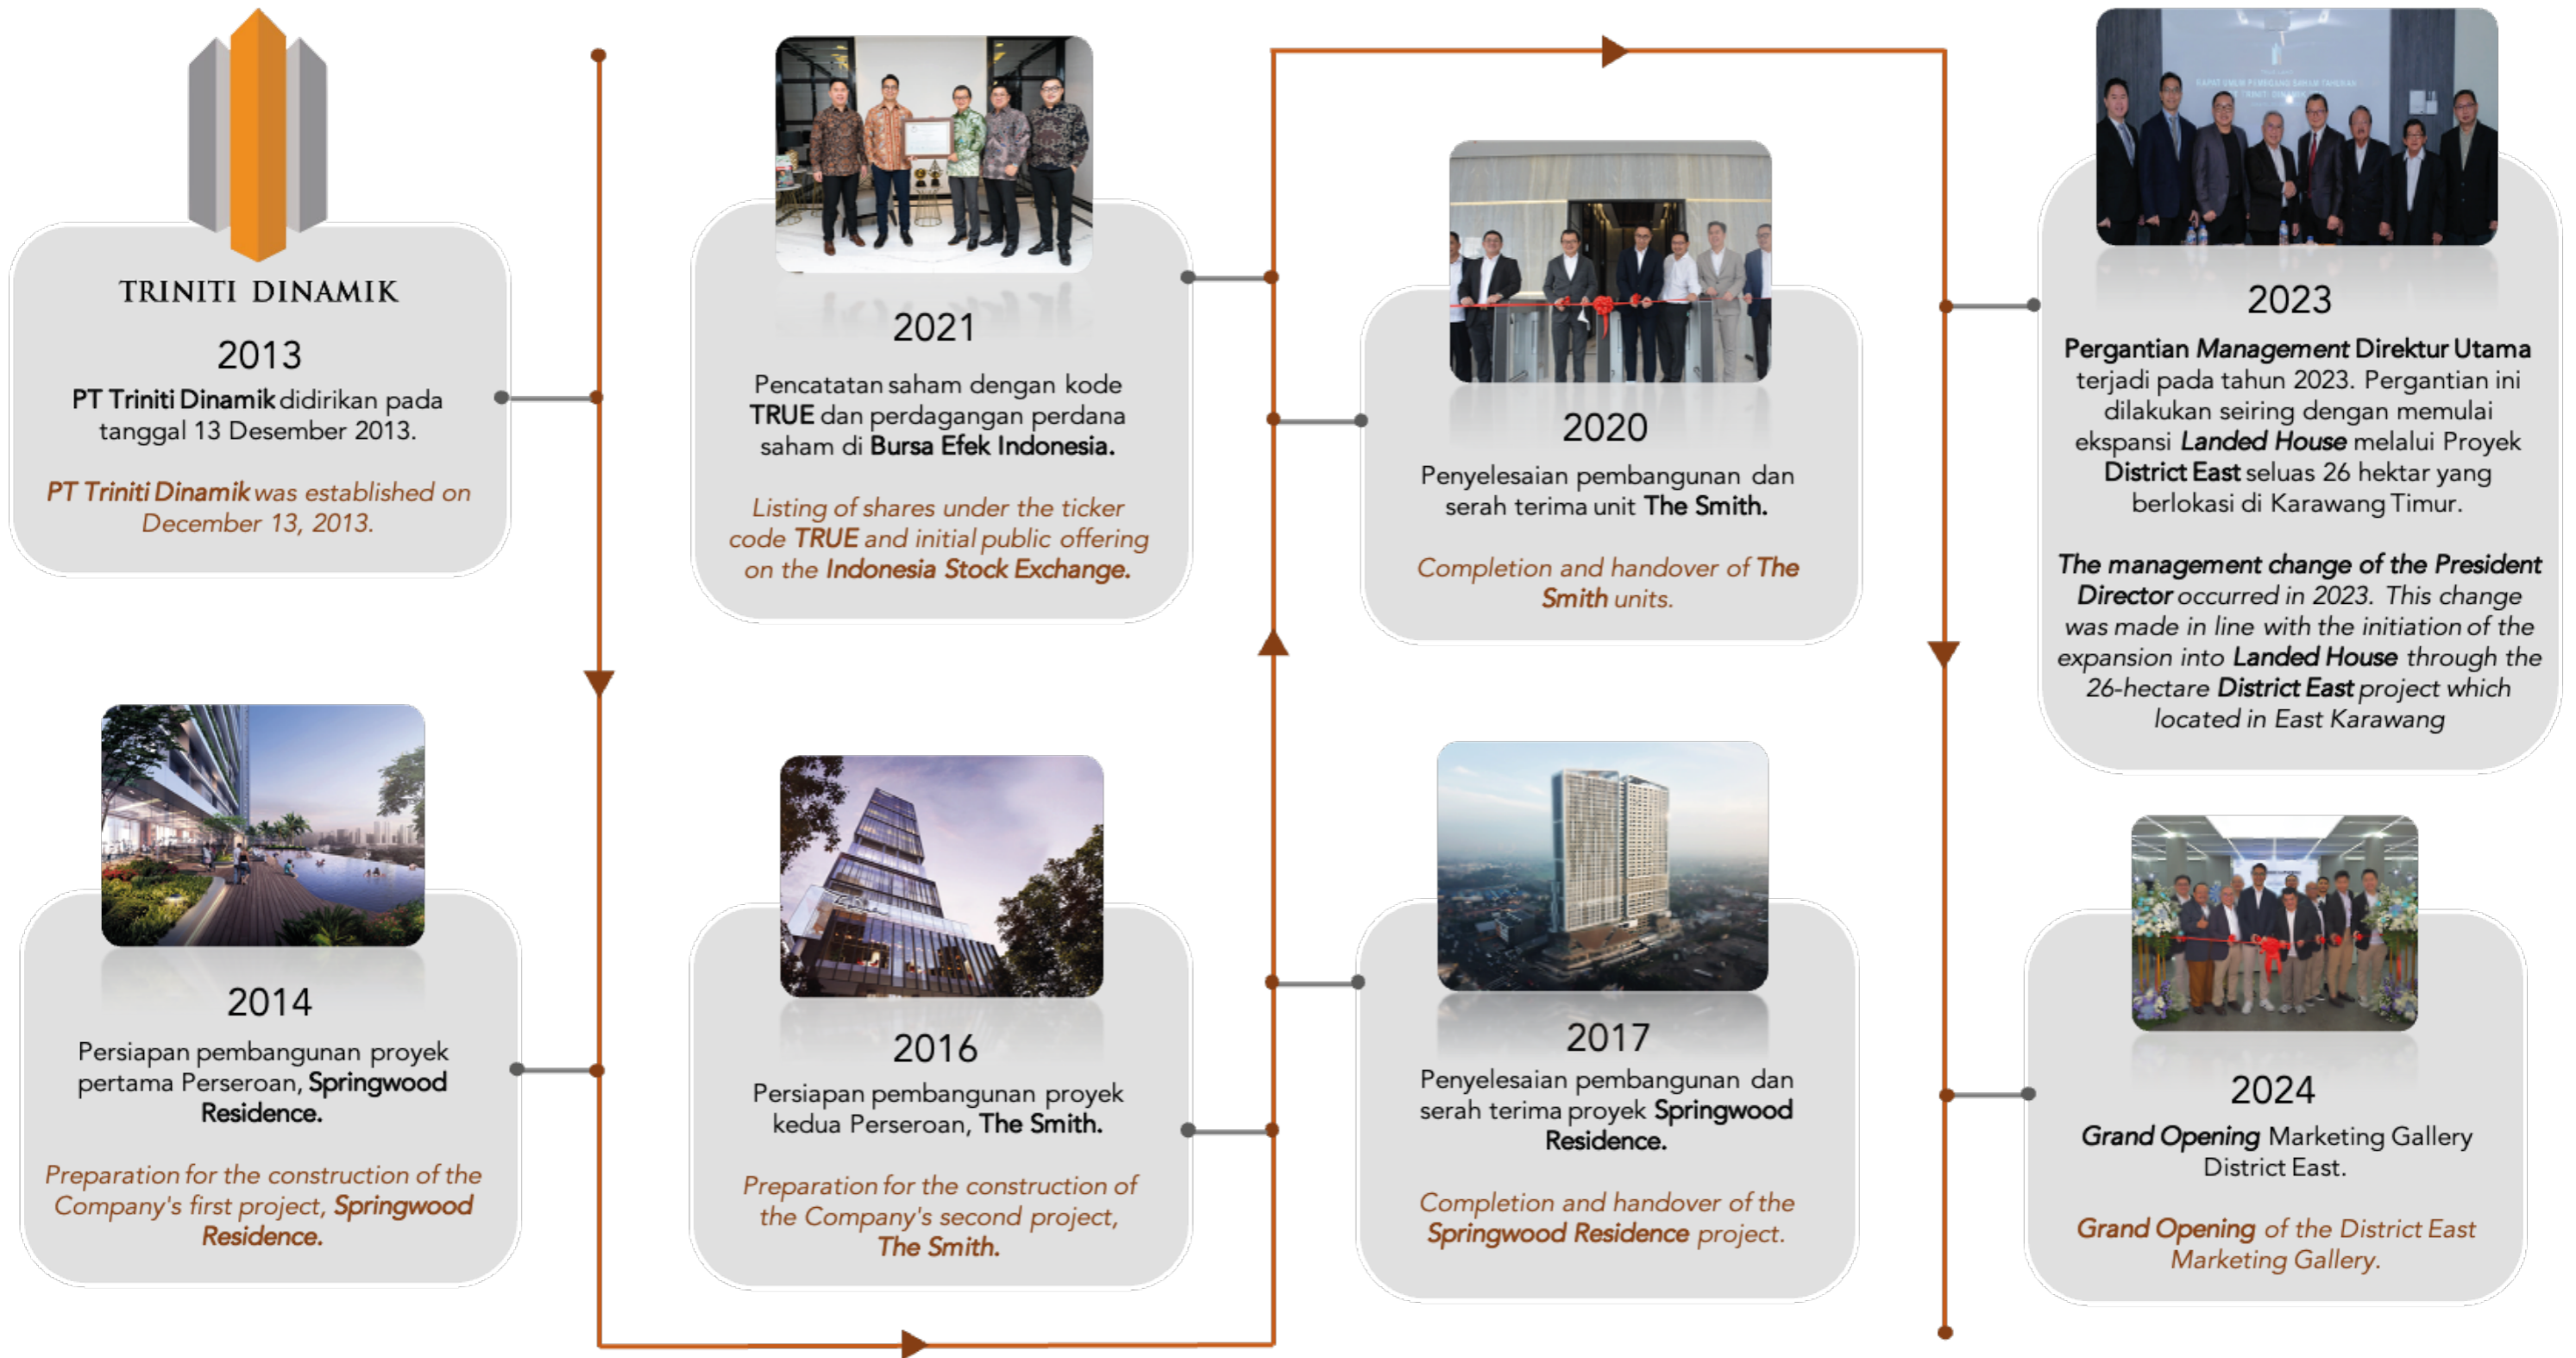 TRINITI DINAMIK
2013
PT Triniti Dinamik didirikan pada
tanggal 13 Desember 2013.
PT Triniti Dinamik was established on
December 13, 2013.
2014
Persiapan pembangunan proyek
pertama Perseroan, Springwood
Residence.
Preparation for the construction of the
Company's first project, Springwood
Residence.
2016
Persiapan pembangunan proyek
kedua Perseroan, The Smith.
Preparation for the construction of
the Company's second project,
The Smith.
2017
Penyelesaian pembangunan dan
serah terima proyek Springwood
Residence.
Completion and handover of the
Springwood Residence project.
2020
Penyelesaian pembangunan dan
serah terima unit The Smith.
Completion and handover of The
Smith units.
2021
Pencatatan saham dengan kode
TRUE dan perdagangan perdana
saham di Bursa Efek Indonesia.
Listing of shares under the ticker
code TRUE and initial public offering
on the Indonesia Stock Exchange.
RAPAT UMUM PEMEGANG SAHAM TAHUNAN
2023
Pergantian Management Direktur Utama
terjadi pada tahun 2023. Pergantian ini
dilakukan seiring dengan memulai
ekspansi Landed House melalui Proyek
District East seluas 26 hektar yang
berlokasi di Karawang Timur.
The management change of the President
Director occurred in 2023. This change
was made in line with the initiation of the
expansion into Landed House through the
26-hectare District East project which
located in East Karawang
2024
Grand Opening Marketing Gallery
District East.
Grand Opening of the District East
Marketing Gallery.